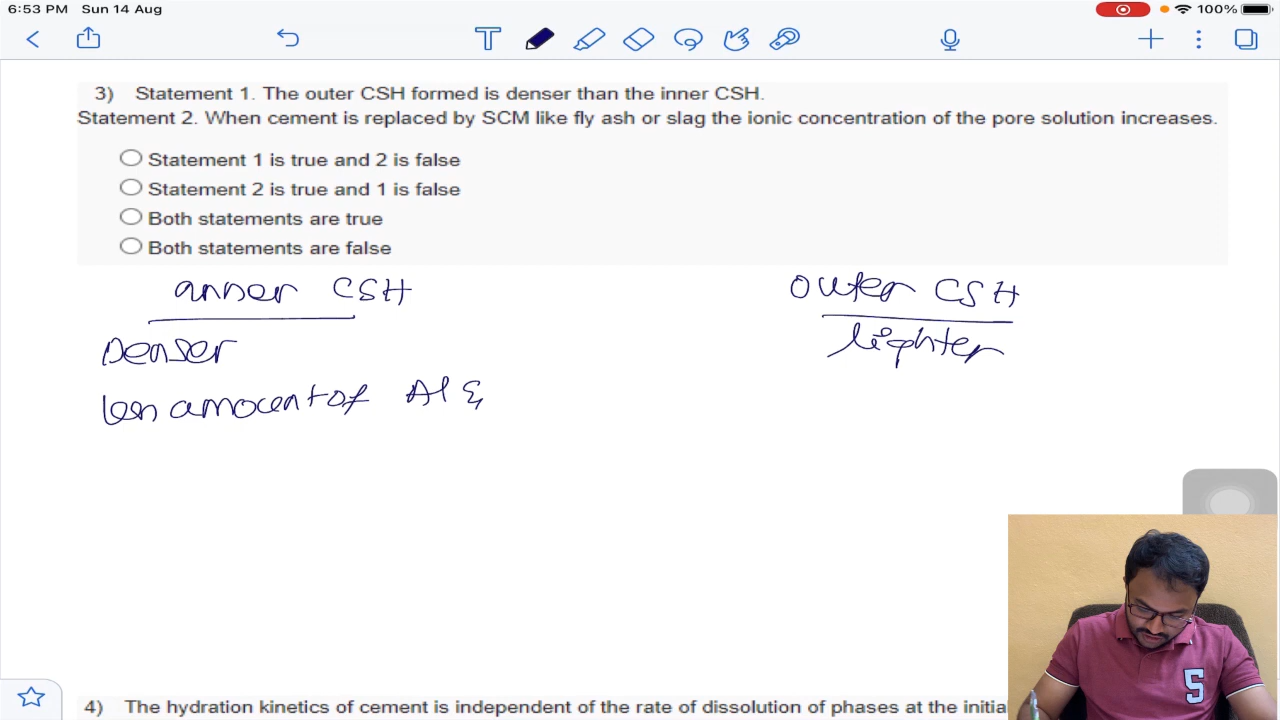 6:53 PM Sun 14 Aug
100%
T
3) Statement 1. The outer CSH formed is denser than the inner CSH.
Statement 2. When cement is replaced by SCM like fly ash or slag the ionic concentration of the pore solution increases.
Statement 1 is true and 2 is false
Statement 2 is true and 1 is false
Both statements are true
Both statements are false
CSH
outer CSH
Denser
lighter
amount of Al &
5
4) The hydration kinetics of cement is independent of the rate of dissolution of phases at the initia